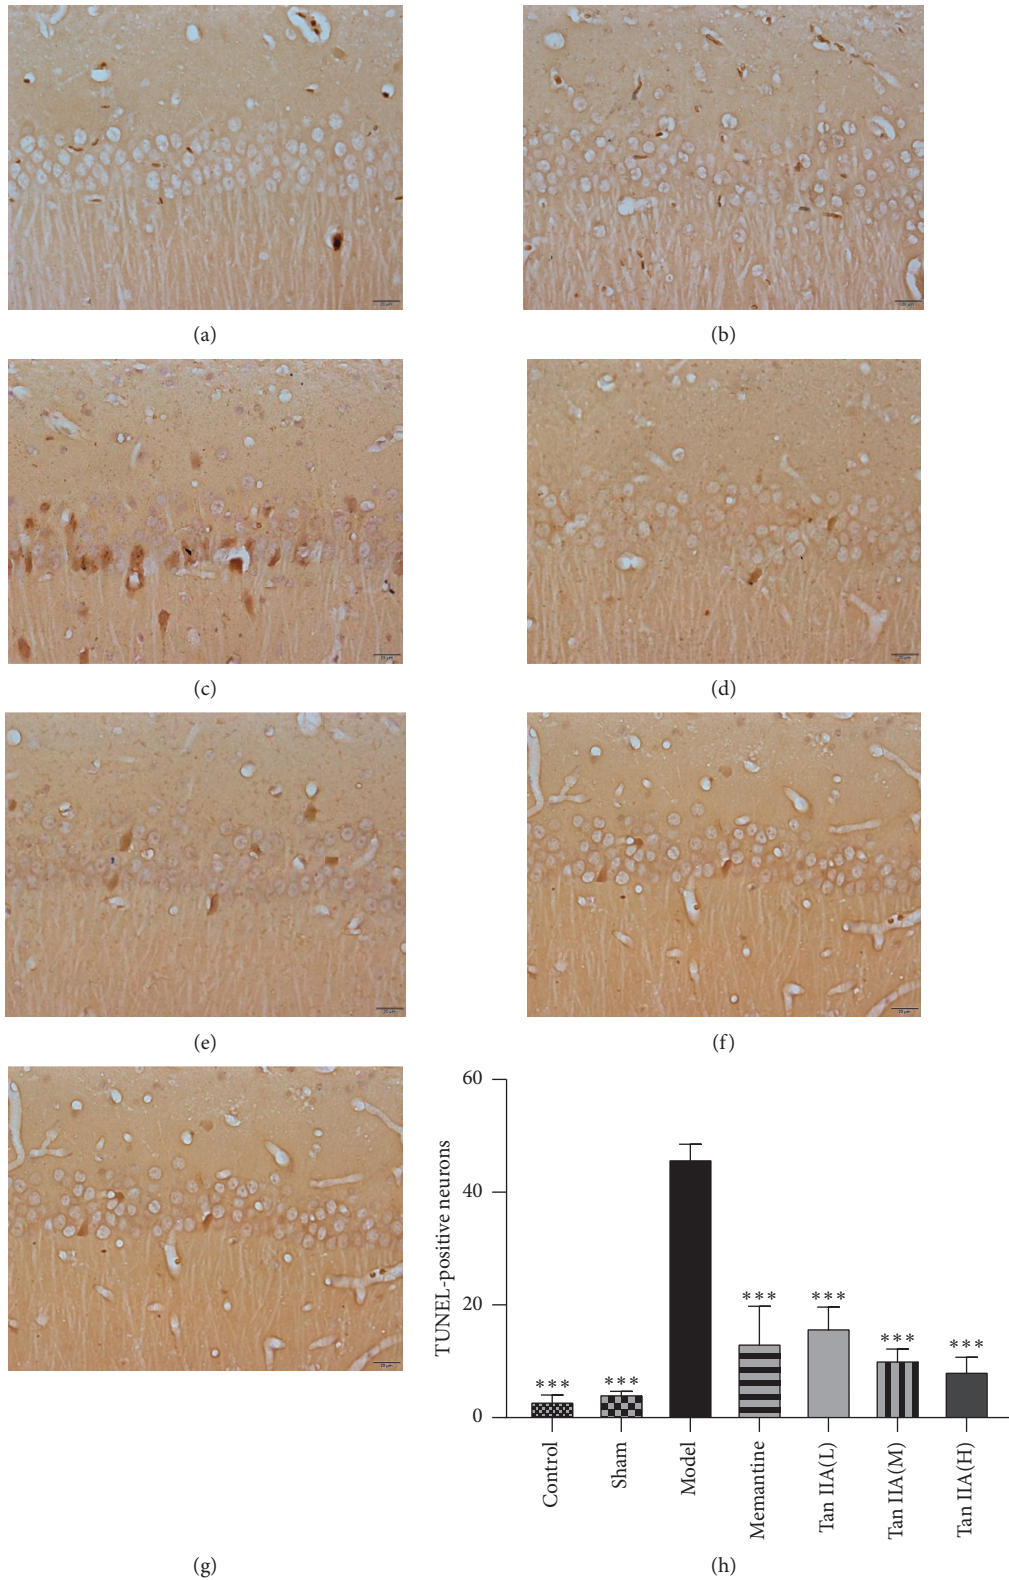 (a)
(b)
(c)
(d)
(e)
(f)
(g)
60
40
20
0
TUNEL-positive neurons
***
***
***
***
***
***
Control
Sham
Model
Memantine
Tan IIA(L)
Tan IIA(M)
Tan IIA(H)
(h)